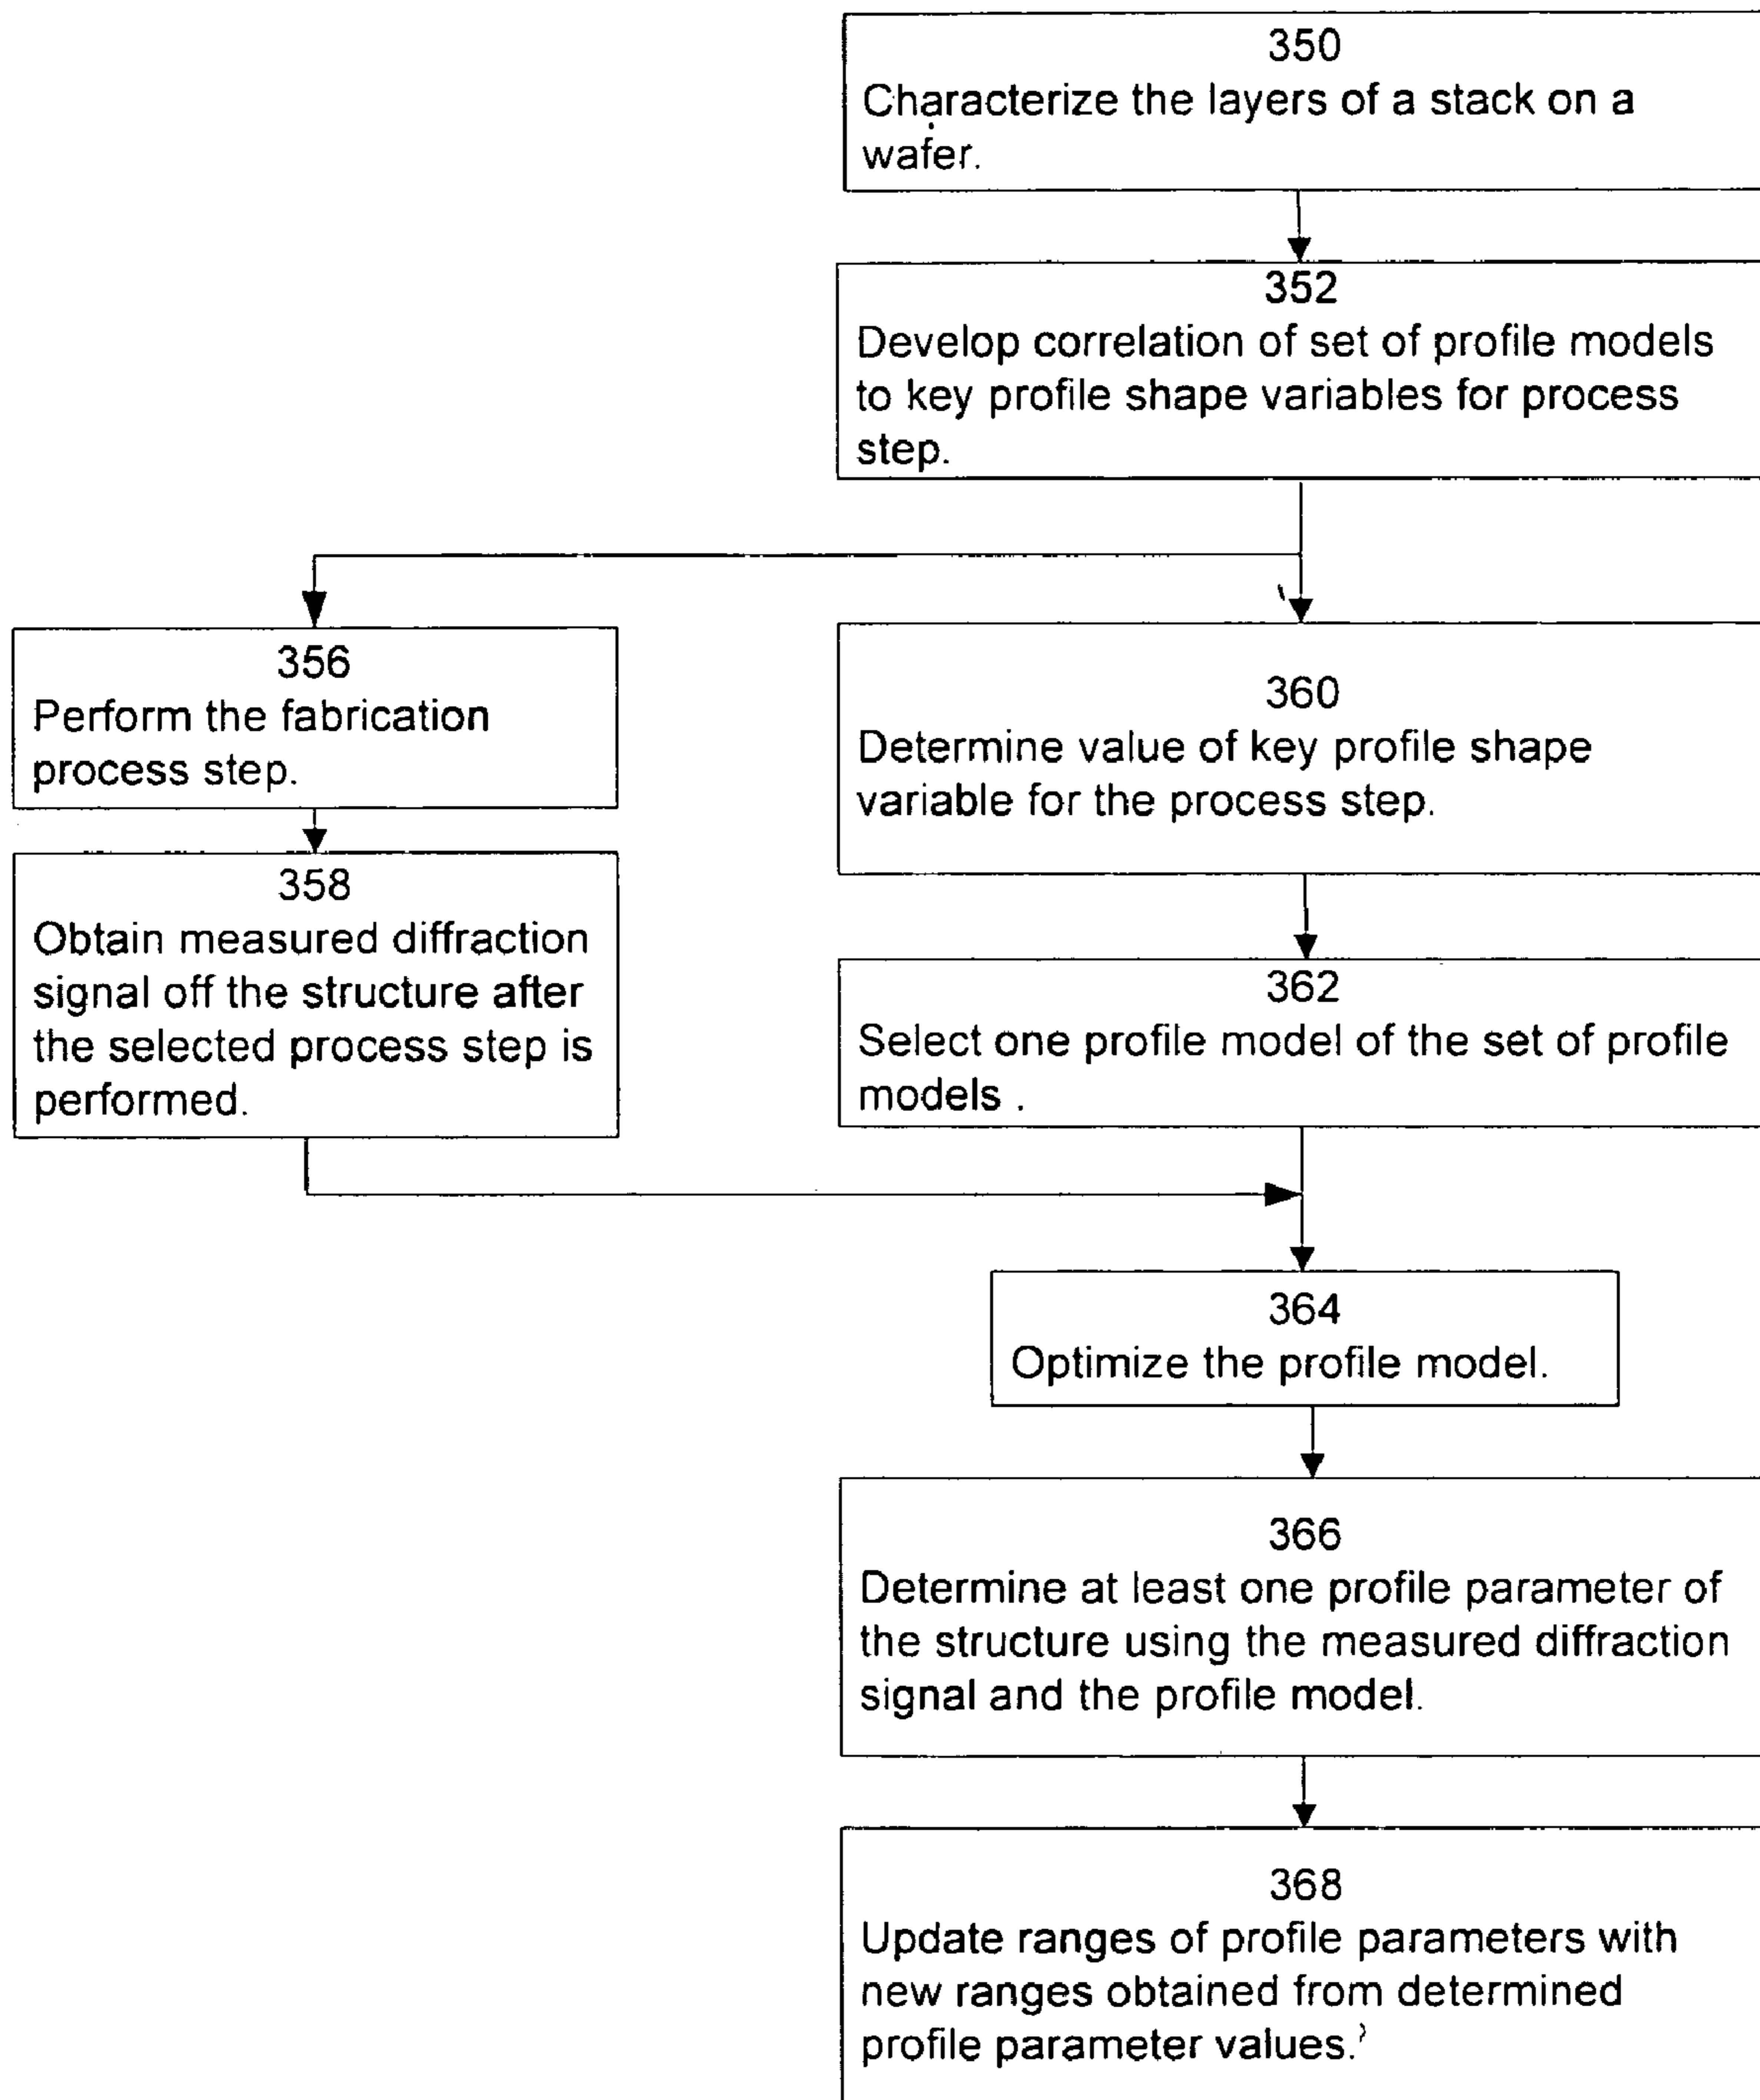 350
Characterize the layers of a stack on a
wafer.
352
Develop correlation of set of profile models
to key profile shape variables for process
step.
356
Perform the fabrication
process step.
358
Obtain measured diffraction
signal off the structure after
the selected process step is
performed.
360
Determine value of key profile shape
variable for the process step.
362
Select one profile model of the set of profile
models .
364
Optimize the profile model.
366
Determine at least one profile parameter of
the structure using the measured diffraction
signal and the profile model.
368
Update ranges of profile parameters with
new ranges obtained from determined
profile parameter values.